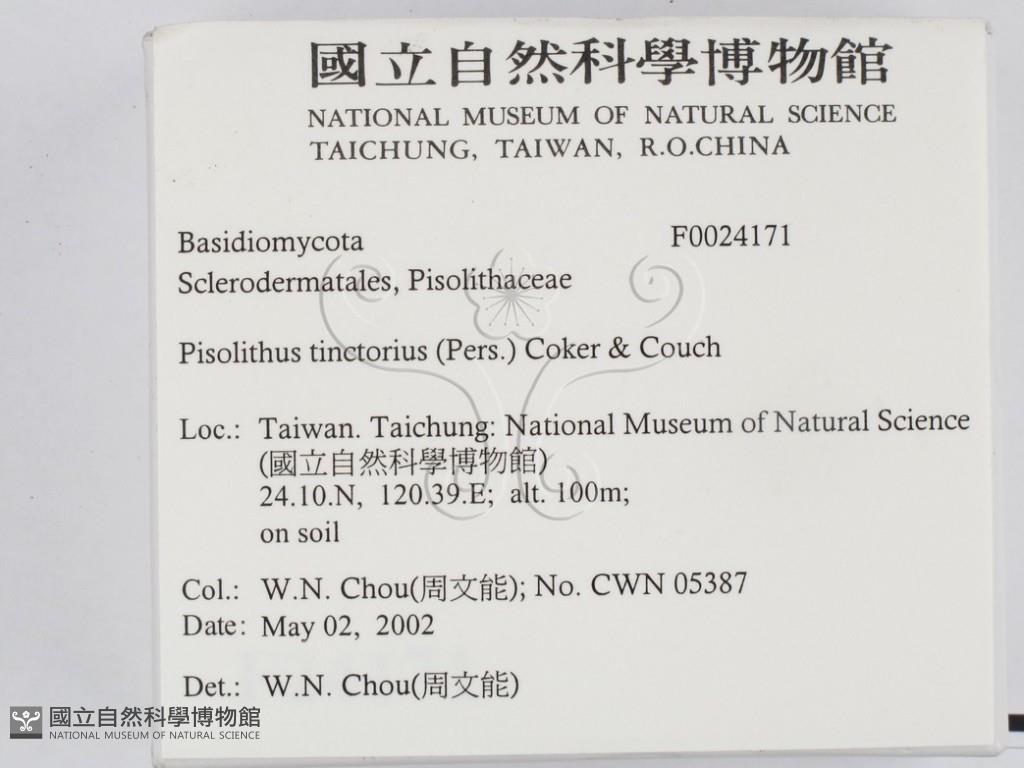 國立自然科學博物館
NATIONAL MUSEUM OF NATURAL SCIENCE
TAICHUNG, TAIWAN, R.O.CHINA
Basidiomycota F0024171
Sclerodermatales, Pisolithaceae
Pisolithus tinctorius (Pers.) Coker & Couch
Loc.: Taiwan. Taichung: National Museum of Natural Science
(國立自然科學博物館)
24.10.N, 120.39.E; alt. 100m;
on soil
Col.: W.N. Chou(周文能); No. CWN 05387
Date: May 02, 2002
Det.: W.N. Chou(周文能)
國立自然科學博物館
NATIONAL MUSEUM OF NATURAL SCIENCE